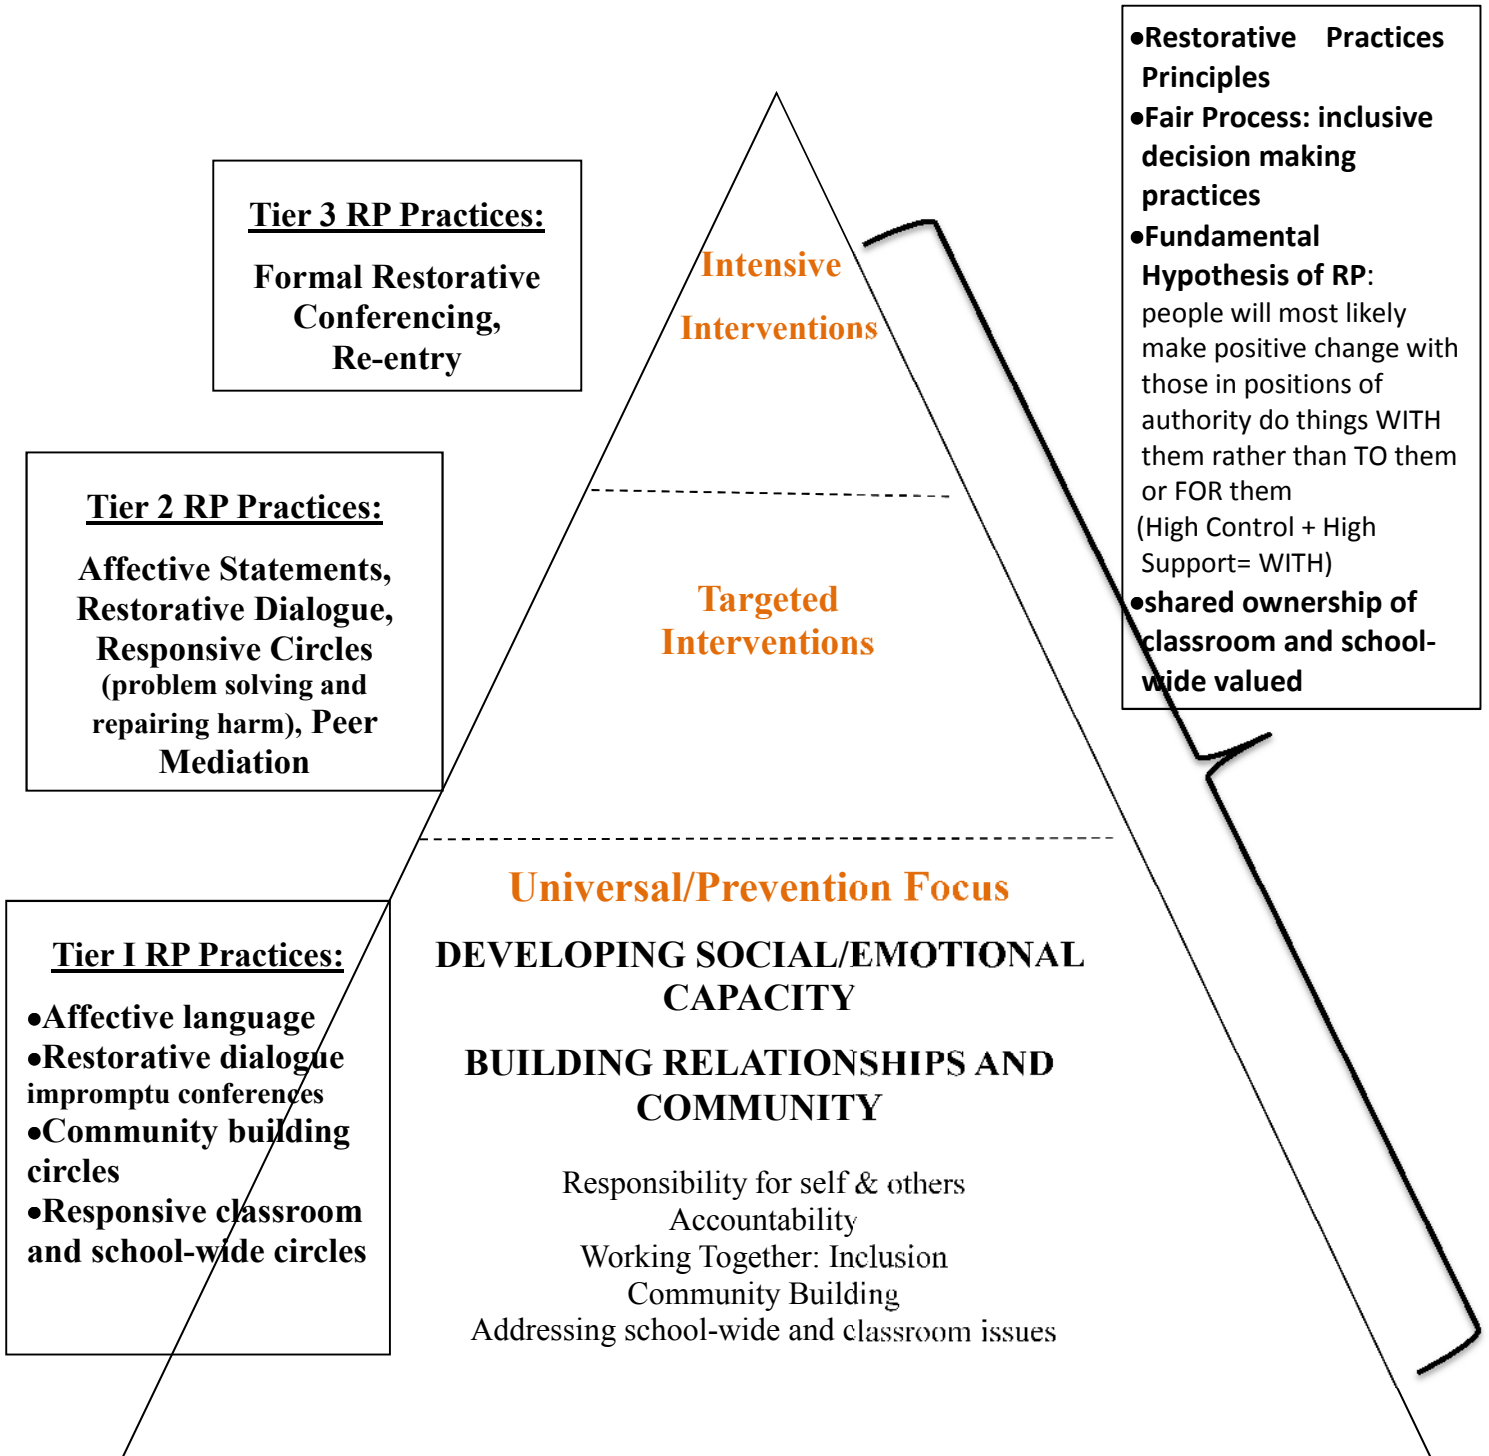 •Restorative Practices
Principles
•Fair Process: inclusive
decision making
practices
•Fundamental
Hypothesis of RP:
people will most likely
make positive change with
those in positions of
authority do things WITH
them rather than TO them
or FOR them
(High Control + High
Support= WITH)
•shared ownership of
classroom and school-
wide valued
Tier 3 RP Practices:
Formal Restorative
Conferencing,
Re-entry
Intensive
Interventions
Tier 2 RP Practices:
Affective Statements,
Restorative Dialogue,
Responsive Circles
(problem solving and
repairing harm), Peer
Mediation
Targeted
Interventions
Tier I RP Practices:
•Affective language
•Restorative dialogue
impromptu conferences
•Community building
circles
•Responsive classroom
and school-wide circles
Universal/Prevention Focus
DEVELOPING SOCIAL/EMOTIONAL
CAPACITY
BUILDING RELATIONSHIPS AND
COMMUNITY
Responsibility for self & others
Accountability
Working Together: Inclusion
Community Building
Addressing school-wide and classroom issues